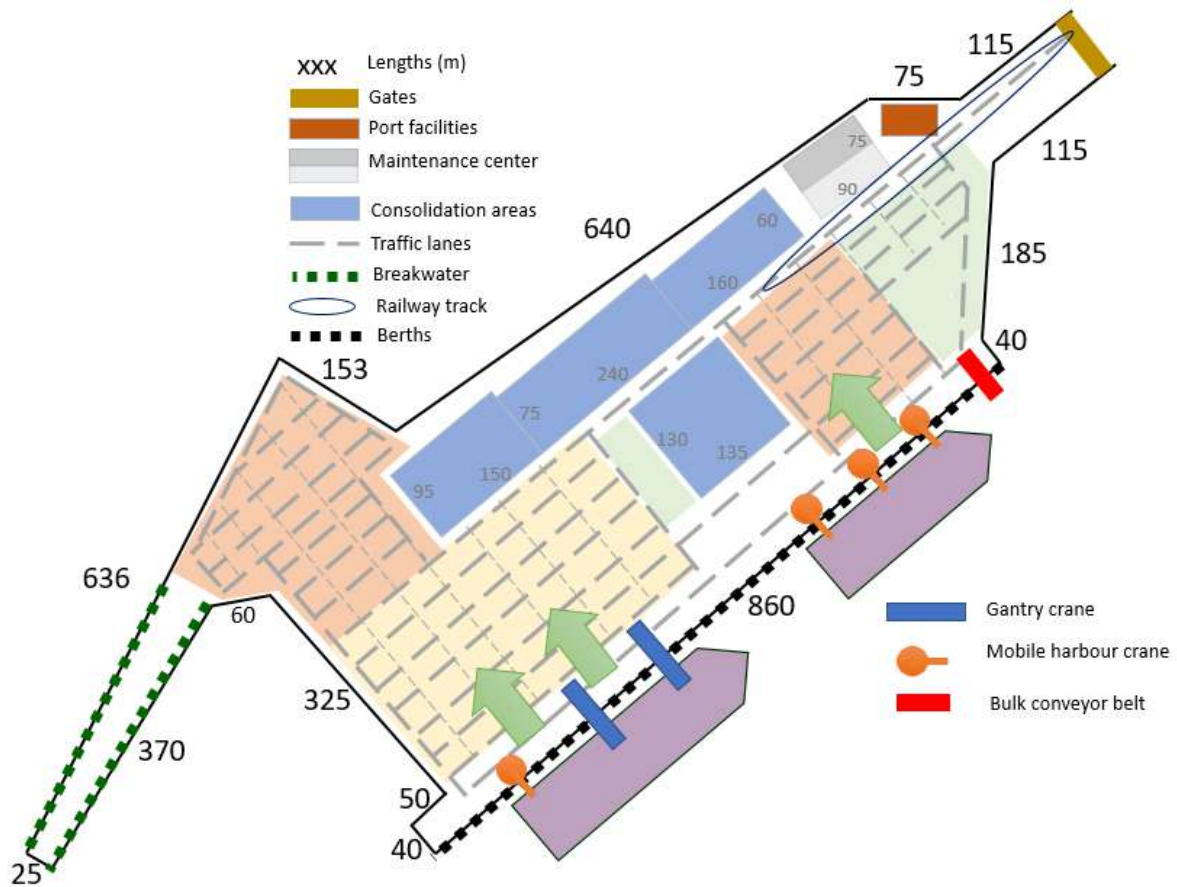 XXX Lengths (m)
Gates
Port facilities
Maintenance center
Consolidation areas
Traffic lanes
Breakwater
Railway track
Berths
115
75
115
75
90
640
60
185
160
40
153
240
75
130
135
150
95
636
60
860
325
370
50
40
25
Gantry crane
Mobile harbour crane
Bulk conveyor belt